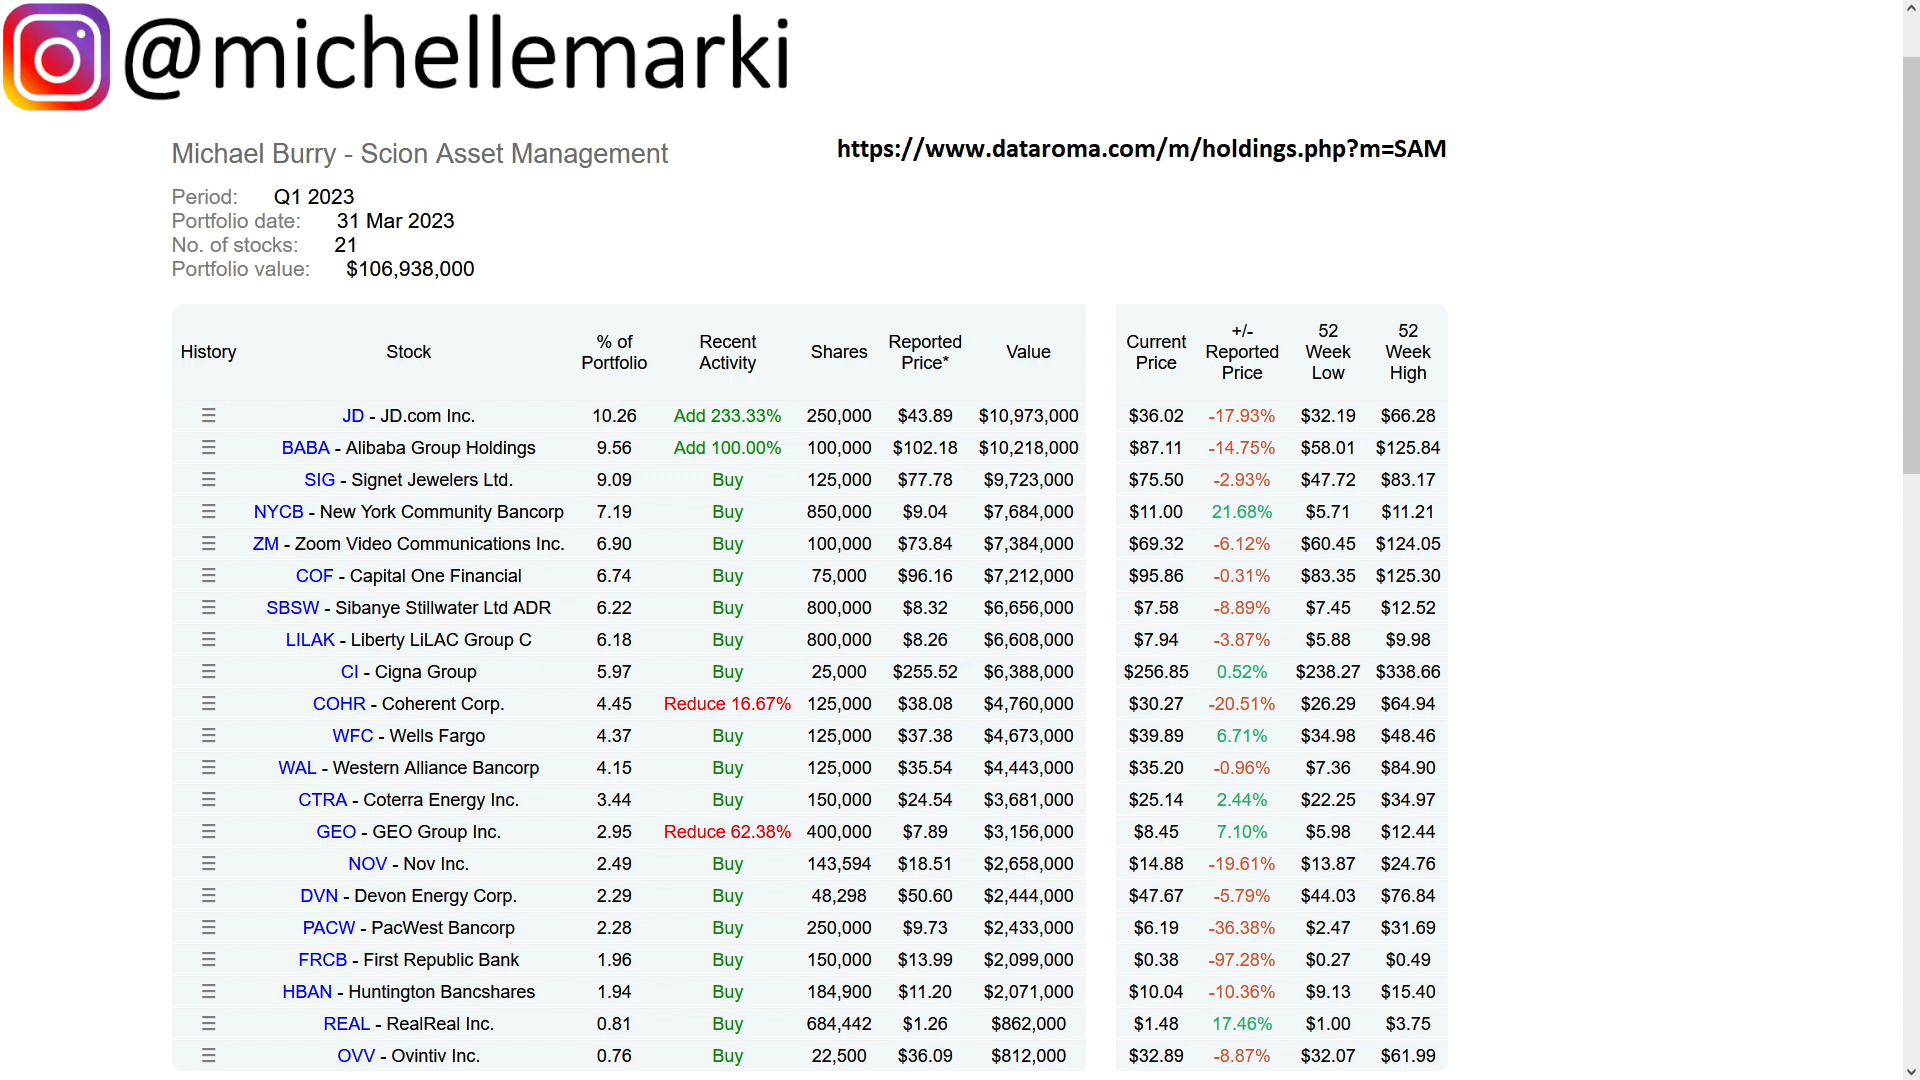 @michellemarki
Michael Burry - Scion Asset Management
https://www.dataroma.com/m/holdings.php?m=SAM
Period: Q1 2023
Portfolio date: 31 Mar 2023
No. of stocks: 21
Portfolio value: $106,938,000
History Stock % of Portfolio Recent Activity Shares Reported Price* Value Current Price +/- Reported Price 52 Week Low 52 Week High
☰ JD - JD.com Inc. 10.26 Add 233.33% 250,000 $43.89 $10,973,000 $36.02 -17.93% $32.19 $66.28
☰ BABA - Alibaba Group Holdings 9.56 Add 100.00% 100,000 $102.18 $10,218,000 $87.11 -14.75% $58.01 $125.84
☰ SIG - Signet Jewelers Ltd. 9.09 Buy 125,000 $77.78 $9,723,000 $75.50 -2.93% $47.72 $83.17
☰ NYCB - New York Community Bancorp 7.19 Buy 850,000 $9.04 $7,684,000 $11.00 21.68% $5.71 $11.21
☰ ZM - Zoom Video Communications Inc. 6.90 Buy 100,000 $73.84 $7,384,000 $69.32 -6.12% $60.45 $124.05
☰ COF - Capital One Financial 6.74 Buy 75,000 $96.16 $7,212,000 $95.86 -0.31% $83.35 $125.30
☰ SBSW - Sibanye Stillwater Ltd ADR 6.22 Buy 800,000 $8.32 $6,656,000 $7.58 -8.89% $7.45 $12.52
☰ LILAK - Liberty LiLAC Group C 6.18 Buy 800,000 $8.26 $6,608,000 $7.94 -3.87% $5.88 $9.98
☰ CI - Cigna Group 5.97 Buy 25,000 $255.52 $6,388,000 $256.85 0.52% $238.27 $338.66
☰ COHR - Coherent Corp. 4.45 Reduce 16.67% 125,000 $38.08 $4,760,000 $30.27 -20.51% $26.29 $64.94
☰ WFC - Wells Fargo 4.37 Buy 125,000 $37.38 $4,673,000 $39.89 6.71% $34.98 $48.46
☰ WAL - Western Alliance Bancorp 4.15 Buy 125,000 $35.54 $4,443,000 $35.20 -0.96% $7.36 $84.90
☰ CTRA - Coterra Energy Inc. 3.44 Buy 150,000 $24.54 $3,681,000 $25.14 2.44% $22.25 $34.97
☰ GEO - GEO Group Inc. 2.95 Reduce 62.38% 400,000 $7.89 $3,156,000 $8.45 7.10% $5.98 $12.44
☰ NOV - Nov Inc. 2.49 Buy 143,594 $18.51 $2,658,000 $14.88 -19.61% $13.87 $24.76
☰ DVN - Devon Energy Corp. 2.29 Buy 48,298 $50.60 $2,444,000 $47.67 -5.79% $44.03 $76.84
☰ PACW - PacWest Bancorp 2.28 Buy 250,000 $9.73 $2,433,000 $6.19 -36.38% $2.47 $31.69
☰ FRCB - First Republic Bank 1.96 Buy 150,000 $13.99 $2,099,000 $0.38 -97.28% $0.27 $0.49
☰ HBAN - Huntington Bancshares 1.94 Buy 184,900 $11.20 $2,071,000 $10.04 -10.36% $9.13 $15.40
☰ REAL - RealReal Inc. 0.81 Buy 684,442 $1.26 $862,000 $1.48 17.46% $1.00 $3.75
☰ OVV - Ovintiv Inc. 0.76 Buy 22,500 $36.09 $812,000 $32.89 -8.87% $32.07 $61.99